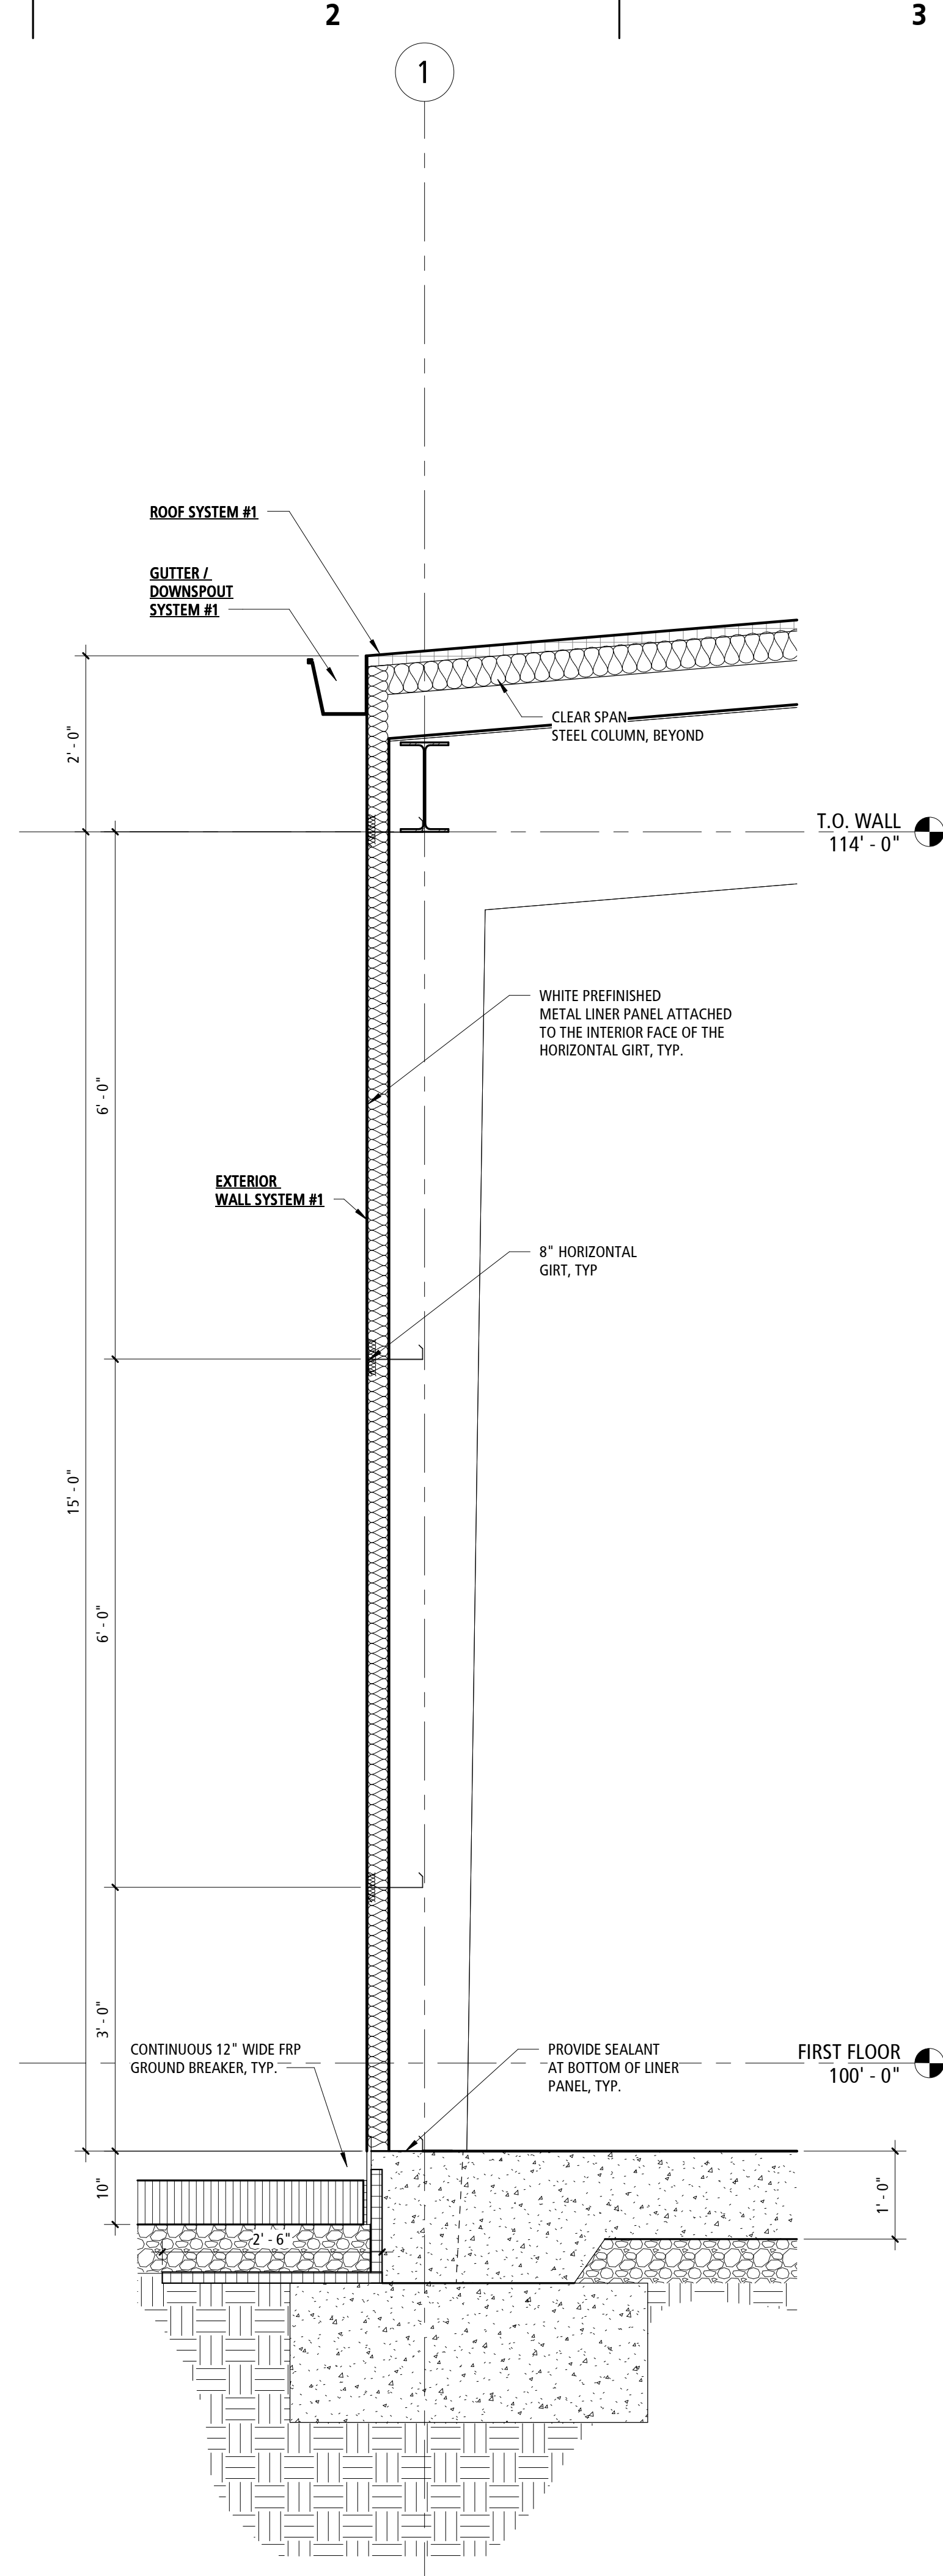 2
3
1
ROOF SYSTEM #1
GUTTER /
DOWNSPOUT
SYSTEM #1
CLEAR SPAN
STEEL COLUMN, BEYOND
2' - 0"
T.O. WALL
114' - 0"
WHITE PREFINISHED
METAL LINER PANEL ATTACHED
TO THE INTERIOR FACE OF THE
HORIZONTAL GIRT, TYP.
6' - 0"
EXTERIOR
WALL SYSTEM #1
8" HORIZONTAL
GIRT, TYP
15' - 0"
6' - 0"
3' - 0"
CONTINUOUS 12" WIDE FRP
GROUND BREAKER, TYP.
PROVIDE SEALANT
AT BOTTOM OF LINER
PANEL, TYP.
FIRST FLOOR
100' - 0"
10"
2' - 6"
1' - 0"